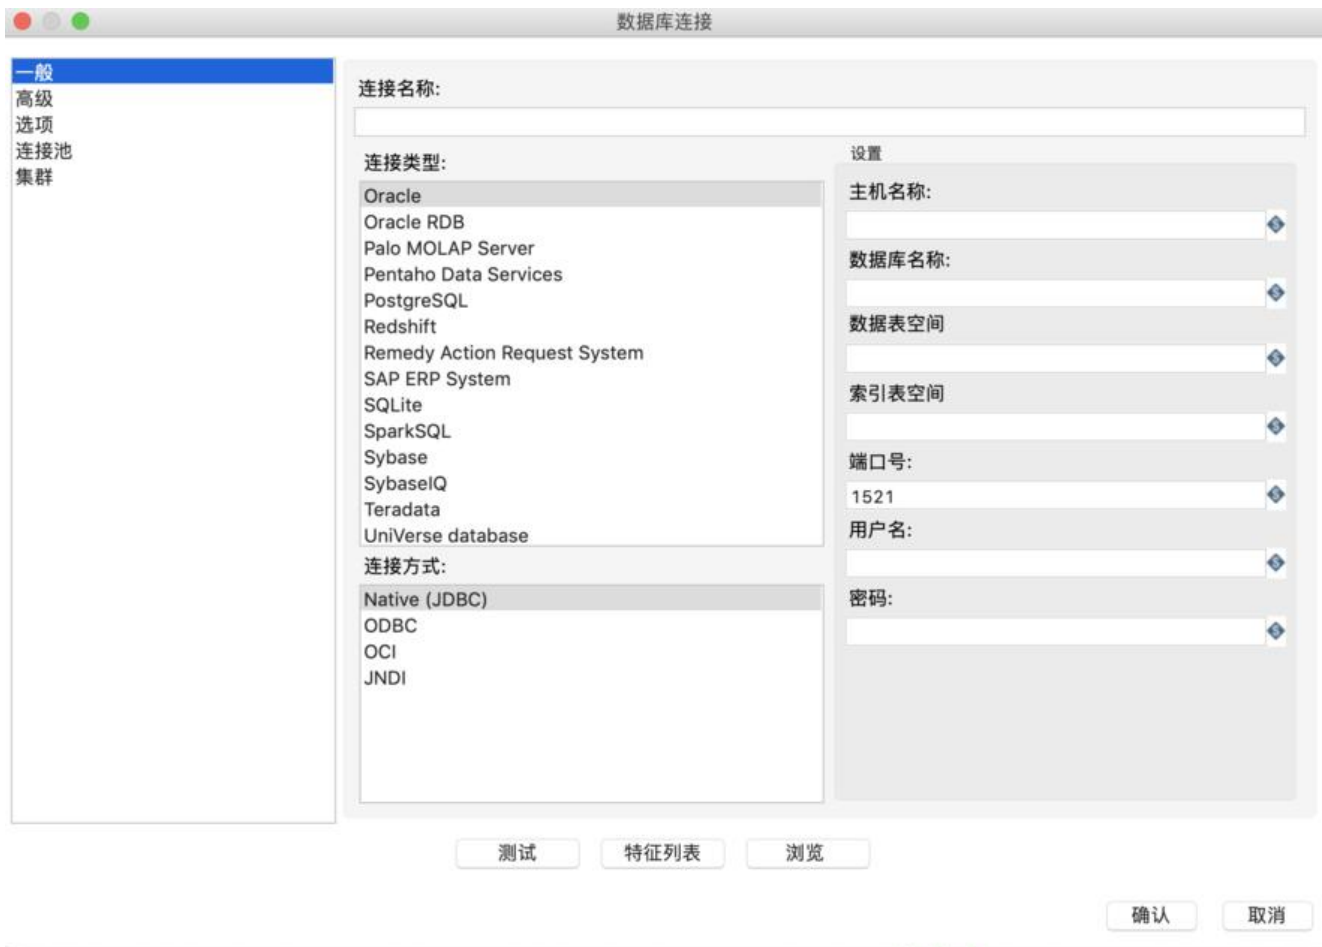 数据库连接
一般
高级
选项
连接池
集群
连接名称:
连接类型:
Oracle
Oracle RDB
Palo MOLAP Server
Pentaho Data Services
PostgreSQL
Redshift
Remedy Action Request System
SAP ERP System
SQLite
SparkSQL
Sybase
SybaseIQ
Teradata
UniVerse database
连接方式:
Native (JDBC)
ODBC
OCI
JNDI
设置
主机名称:
数据库名称:
数据表空间
索引表空间
端口号:
1521
用户名:
密码:
测试
特征列表
浏览
确认
取消